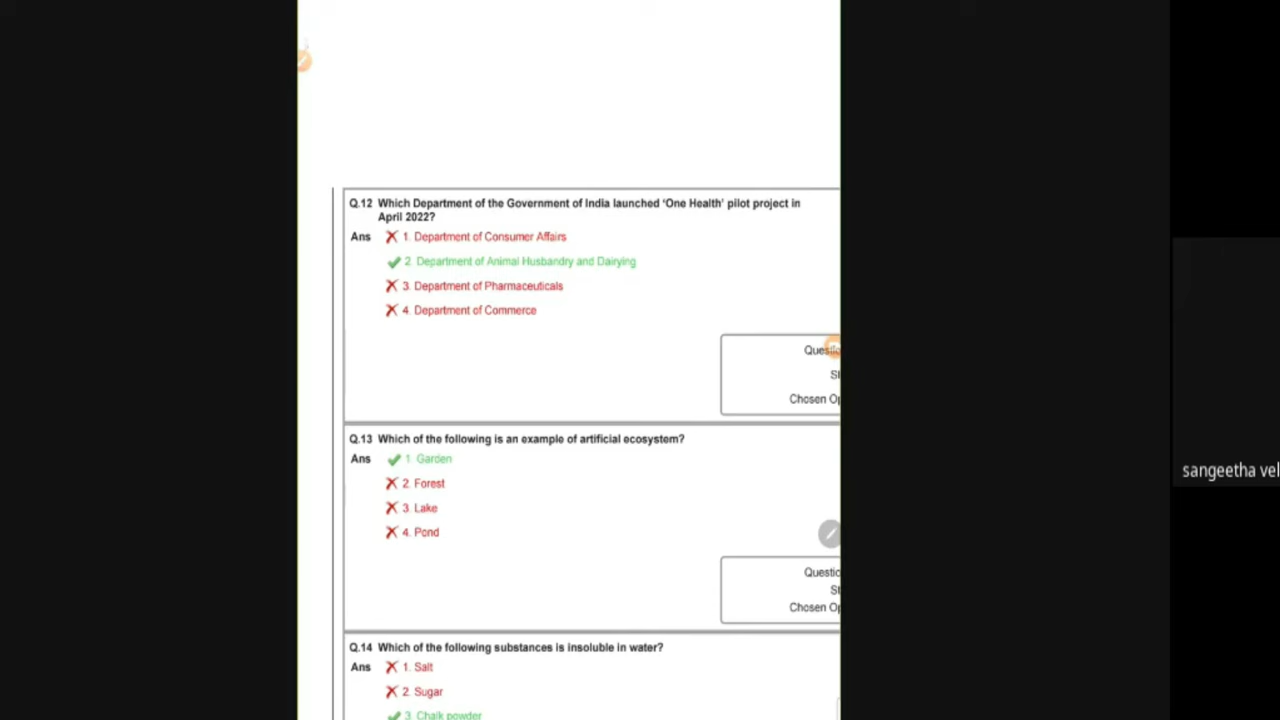 Q.12 Which Department of the Government of India launched ‘One Health’ pilot project in
April 2022?
Ans 1. Department of Consumer Affairs
2. Department of Animal Husbandry and Dairying
3. Department of Pharmaceuticals
4. Department of Commerce
Chosen
Q.13 Which of the following is an example of artificial ecosystem?
Ans 1. Garden
2. Forest
3. Lake
4. Pond
Chosen
sangeetha
Q.14 Which of the following substances is insoluble in water?
Ans 1. Salt
2. Sugar
3. Chalk powder